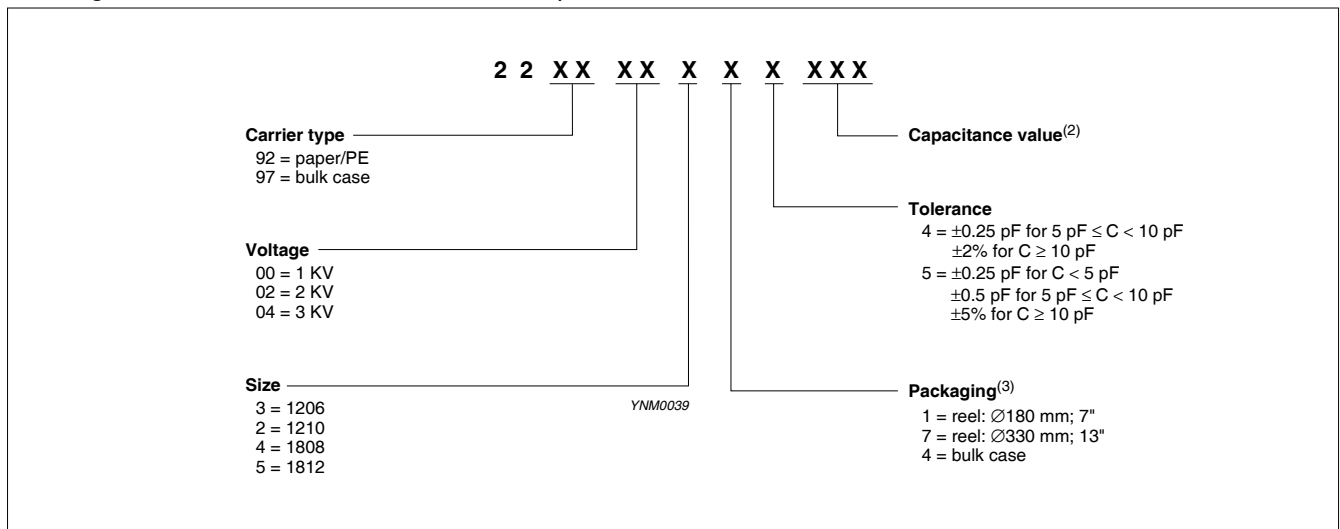 2 2 X X X X X X X X X X
Carrier type
92 = paper/PE
97 = bulk case
Voltage
00 = 1 KV
02 = 2 KV
04 = 3 KV
Size
3 = 1206
2 = 1210
4 = 1808
5 = 1812
YNM0039
Capacitance value(2)
Tolerance
4 = ±0.25 pF for 5 pF ≤ C < 10 pF
±2% for C ≥ 10 pF
5 = ±0.25 pF for C < 5 pF
±0.5 pF for 5 pF ≤ C < 10 pF
±5% for C ≥ 10 pF
Packaging(3)
1 = reel: ∅180 mm; 7"
7 = reel: ∅330 mm; 13"
4 = bulk case